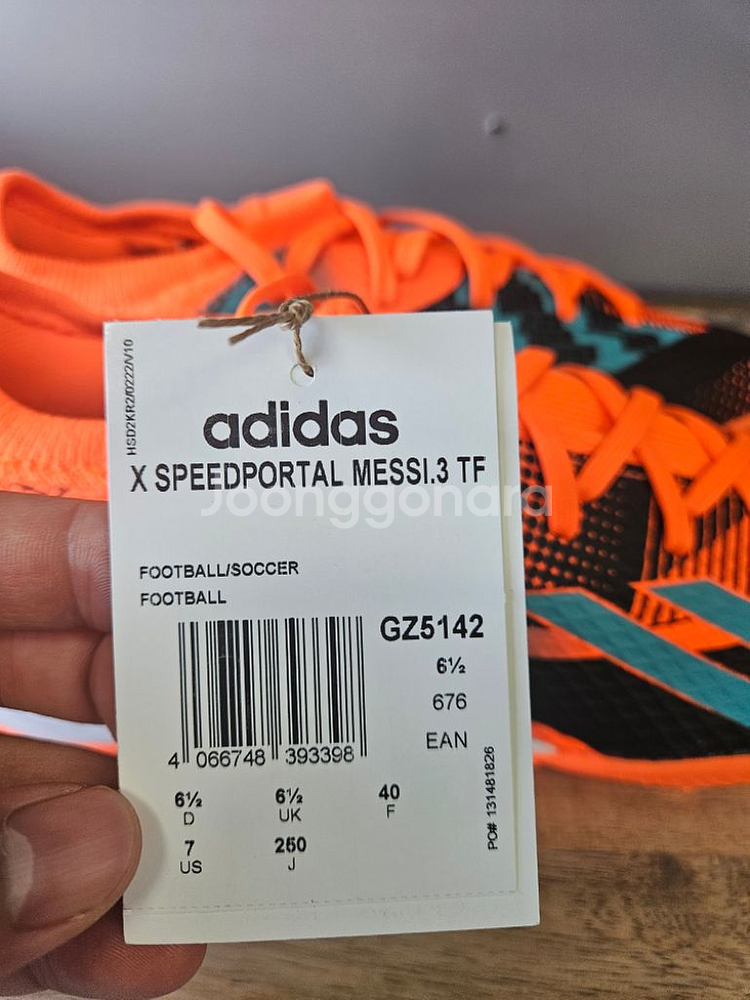 HSD2KR2/0222/V10
adidas
X SPEEDPORTAL MESSI.3 TF
Joonggonara
FOOTBALL/SOCCER
FOOTBALL
GZ5142
6½
676
EAN
4 066748 393398
6½ 6½ 40
D UK F
7 250
US J
PO# 131481826